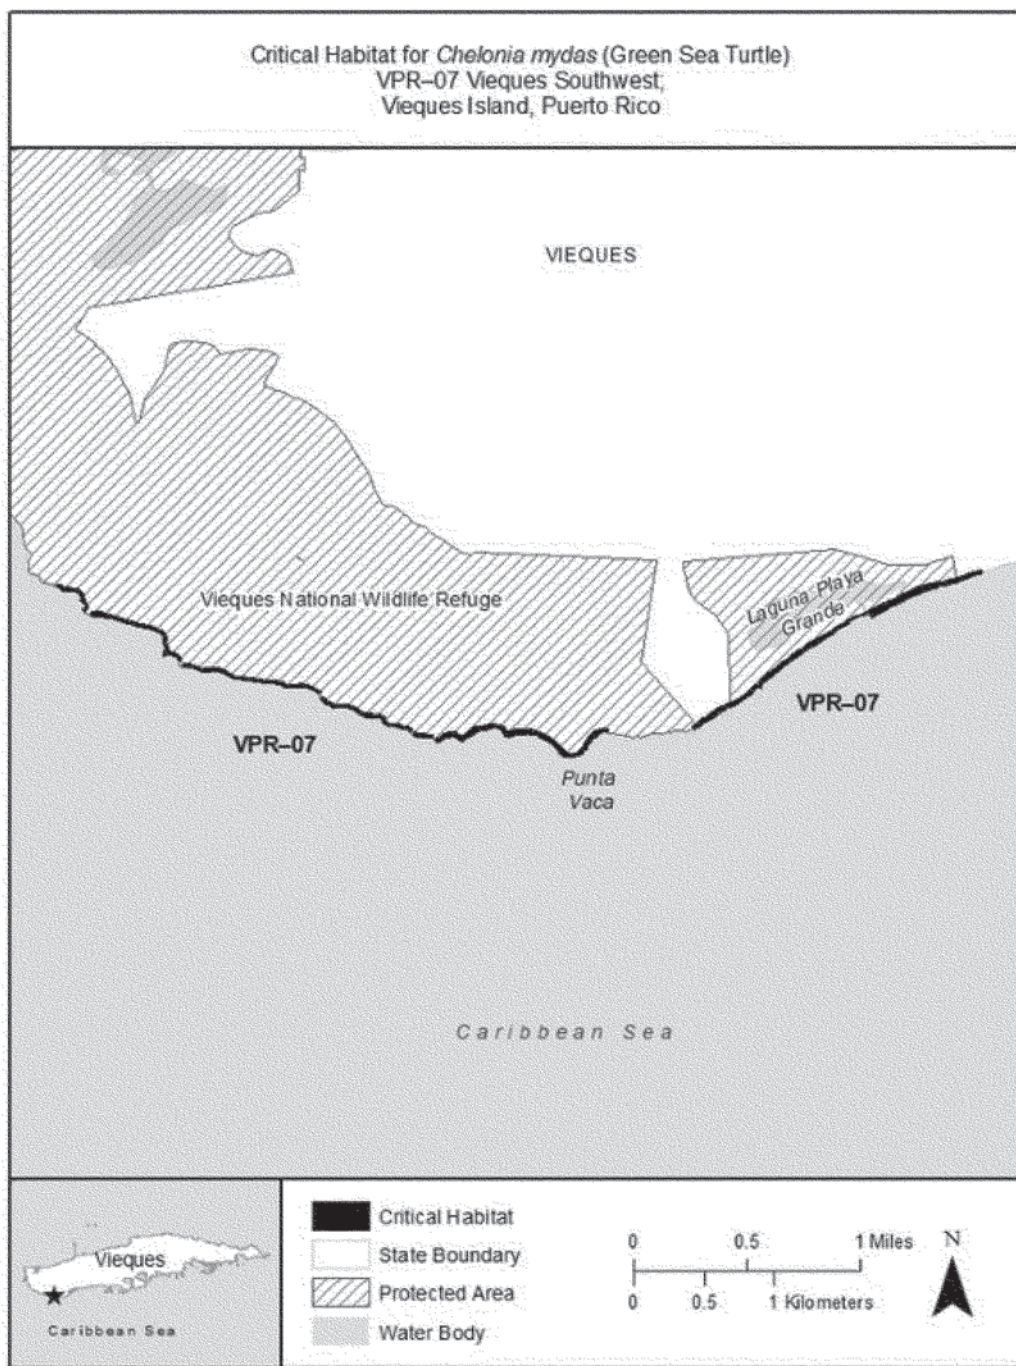 Critical Habitat for Chelonia mydas (Green Sea Turtle)
VPR–07 Vieques Southwest;
Vieques Island, Puerto Rico
VIEQUES
Vieques National Wildlife Refuge
Laguna Playa
Grande
VPR–07
VPR–07
Punta
Vaca
Caribbean Sea
Vieques
Caribbean Sea
Critical Habitat
State Boundary
Protected Area
Water Body
0 0.5 1 Miles
0 0.5 1 Kilometers
N